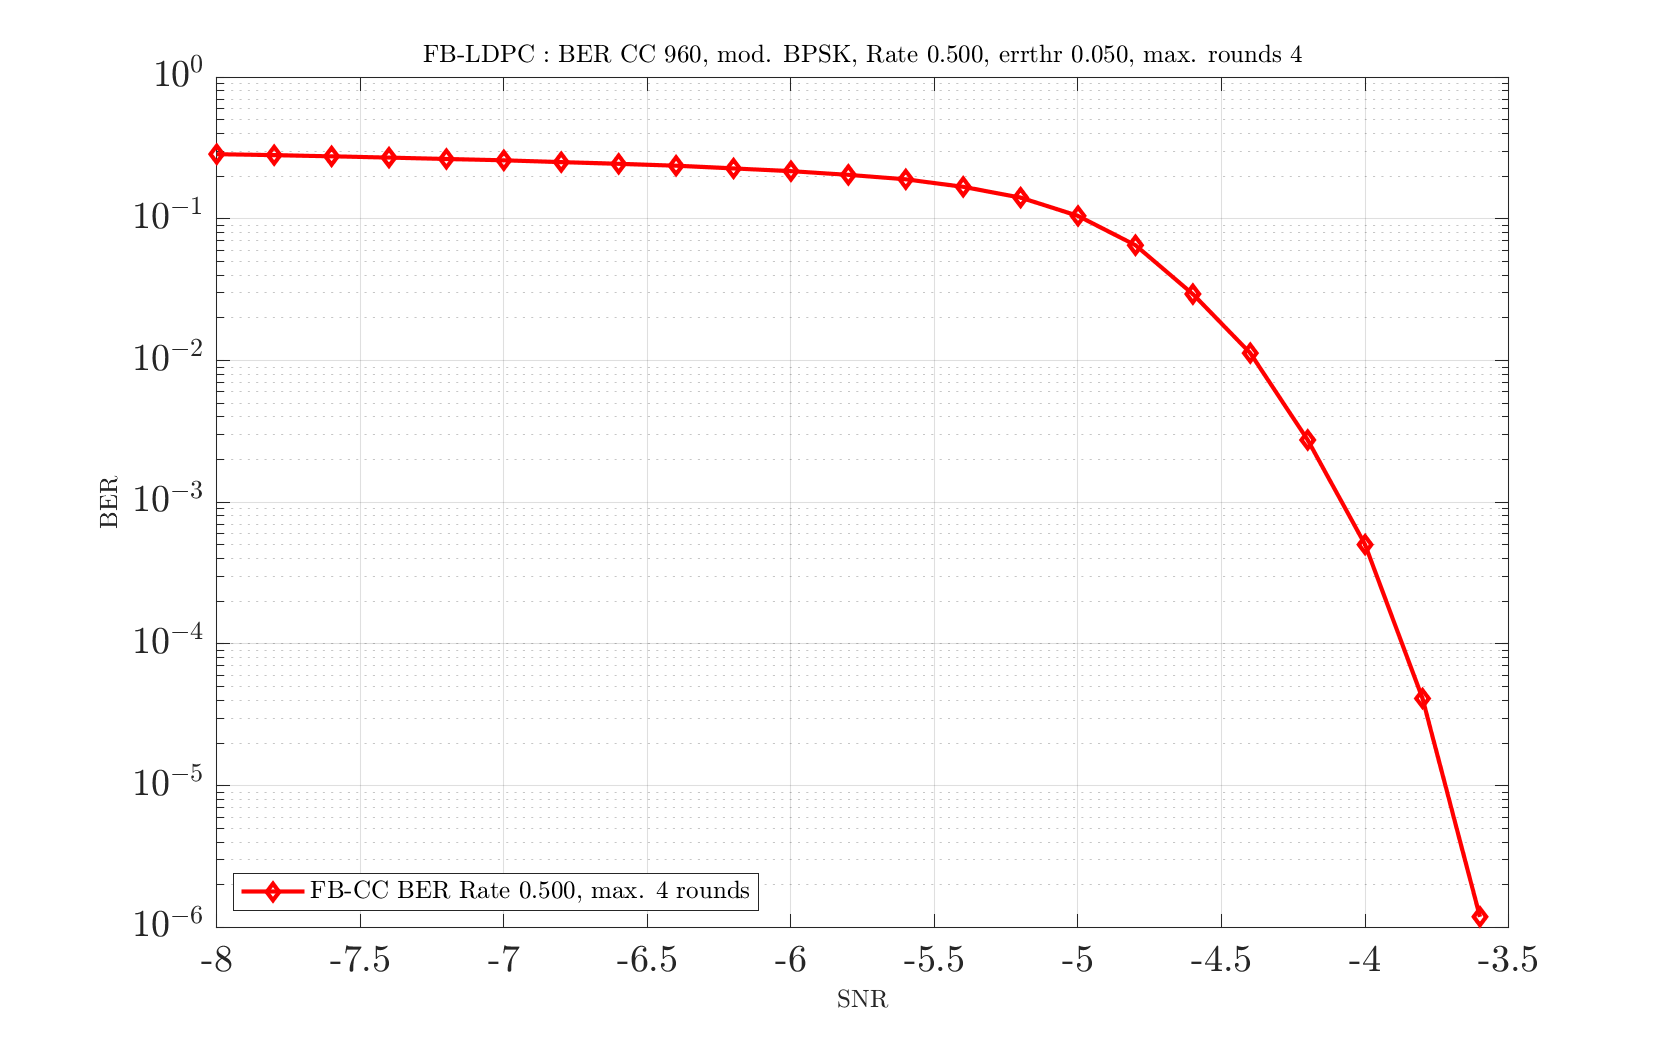 FB-LDPC : BER CC 960, mod. BPSK, Rate 0.500, errthr 0.050, max. rounds 4
10^0
10^{-1}
10^{-2}
10^{-3}
10^{-4}
10^{-5}
10^{-6}
BER
FB-CC BER Rate 0.500, max. 4 rounds
-8 -7.5 -7 -6.5 -6 -5.5 -5 -4.5 -4 -3.5
SNR